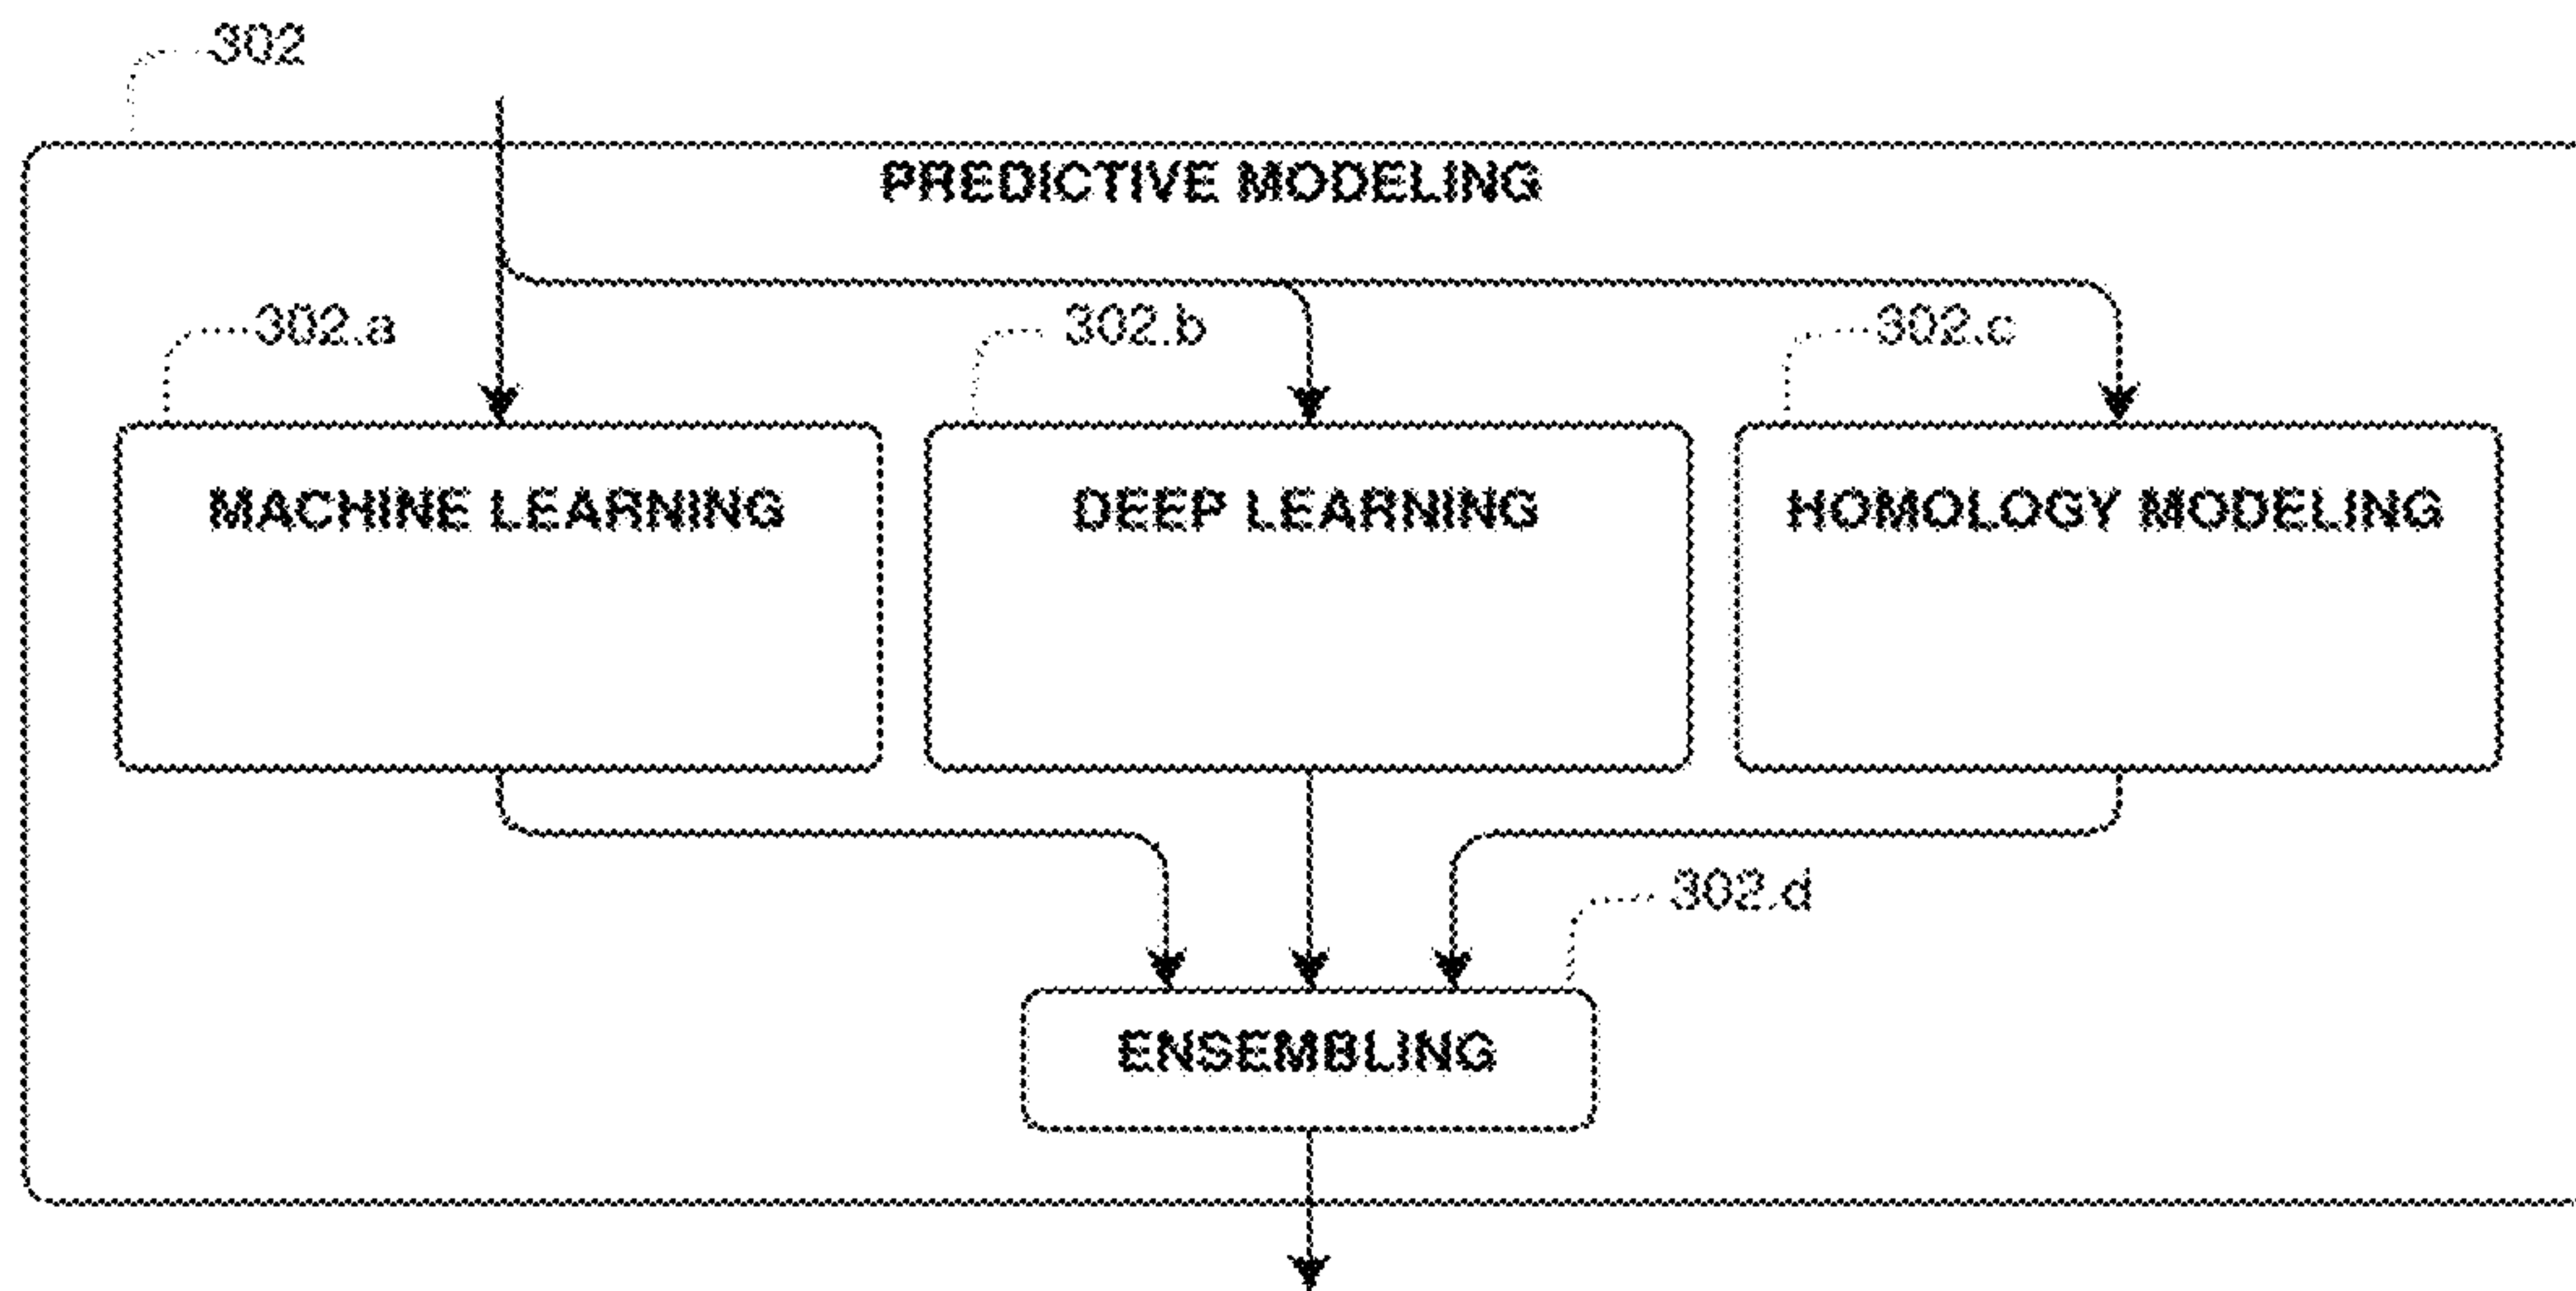 302
PREDICTIVE MODELING
302.a
302.b
302.c
MACHINE LEARNING
DEEP LEARNING
HOMOLOGY MODELING
302.d
ENSEMBLING